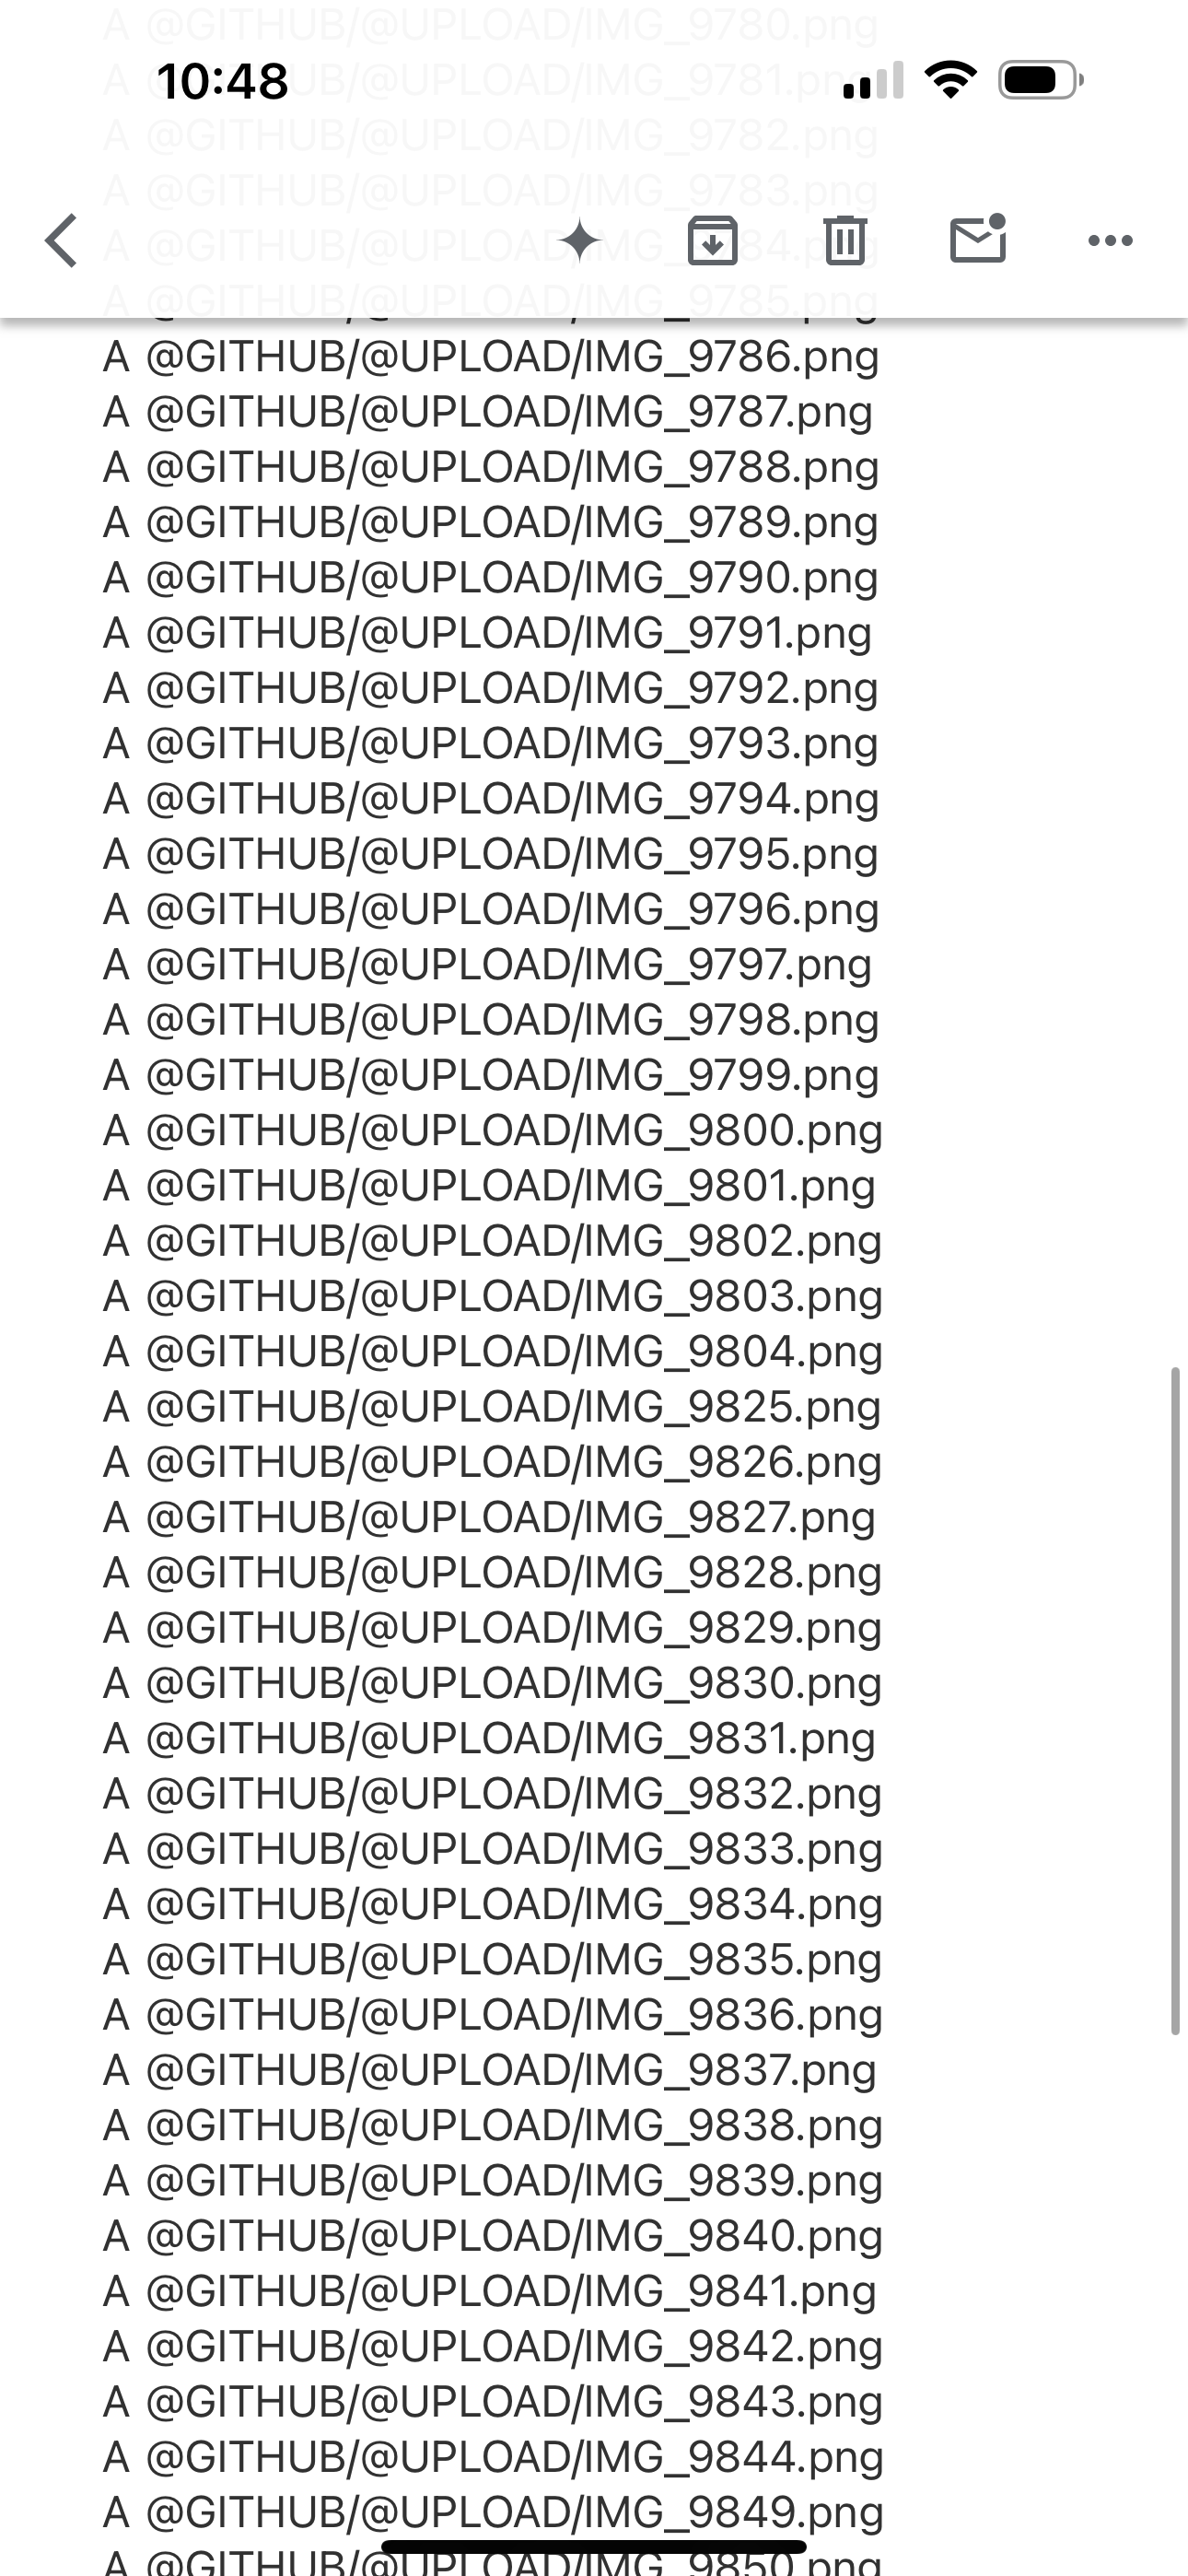 A @GITHUB/@UPLOAD/IMG_9780.png
10:48
A @GITHUB/@UPLOAD/IMG_9781.png
A @GITHUB/@UPLOAD/IMG_9782.png
A @GITHUB/@UPLOAD/IMG_9783.png
A @GITHUB/@UPLOAD/IMG_9784.png
A @GITHUB/@UPLOAD/IMG_9785.png
A @GITHUB/@UPLOAD/IMG_9786.png
A @GITHUB/@UPLOAD/IMG_9787.png
A @GITHUB/@UPLOAD/IMG_9788.png
A @GITHUB/@UPLOAD/IMG_9789.png
A @GITHUB/@UPLOAD/IMG_9790.png
A @GITHUB/@UPLOAD/IMG_9791.png
A @GITHUB/@UPLOAD/IMG_9792.png
A @GITHUB/@UPLOAD/IMG_9793.png
A @GITHUB/@UPLOAD/IMG_9794.png
A @GITHUB/@UPLOAD/IMG_9795.png
A @GITHUB/@UPLOAD/IMG_9796.png
A @GITHUB/@UPLOAD/IMG_9797.png
A @GITHUB/@UPLOAD/IMG_9798.png
A @GITHUB/@UPLOAD/IMG_9799.png
A @GITHUB/@UPLOAD/IMG_9800.png
A @GITHUB/@UPLOAD/IMG_9801.png
A @GITHUB/@UPLOAD/IMG_9802.png
A @GITHUB/@UPLOAD/IMG_9803.png
A @GITHUB/@UPLOAD/IMG_9804.png
A @GITHUB/@UPLOAD/IMG_9825.png
A @GITHUB/@UPLOAD/IMG_9826.png
A @GITHUB/@UPLOAD/IMG_9827.png
A @GITHUB/@UPLOAD/IMG_9828.png
A @GITHUB/@UPLOAD/IMG_9829.png
A @GITHUB/@UPLOAD/IMG_9830.png
A @GITHUB/@UPLOAD/IMG_9831.png
A @GITHUB/@UPLOAD/IMG_9832.png
A @GITHUB/@UPLOAD/IMG_9833.png
A @GITHUB/@UPLOAD/IMG_9834.png
A @GITHUB/@UPLOAD/IMG_9835.png
A @GITHUB/@UPLOAD/IMG_9836.png
A @GITHUB/@UPLOAD/IMG_9837.png
A @GITHUB/@UPLOAD/IMG_9838.png
A @GITHUB/@UPLOAD/IMG_9839.png
A @GITHUB/@UPLOAD/IMG_9840.png
A @GITHUB/@UPLOAD/IMG_9841.png
A @GITHUB/@UPLOAD/IMG_9842.png
A @GITHUB/@UPLOAD/IMG_9843.png
A @GITHUB/@UPLOAD/IMG_9844.png
A @GITHUB/@UPLOAD/IMG_9849.png
A @GITHUB/@UPLOAD/IMG_9850.png